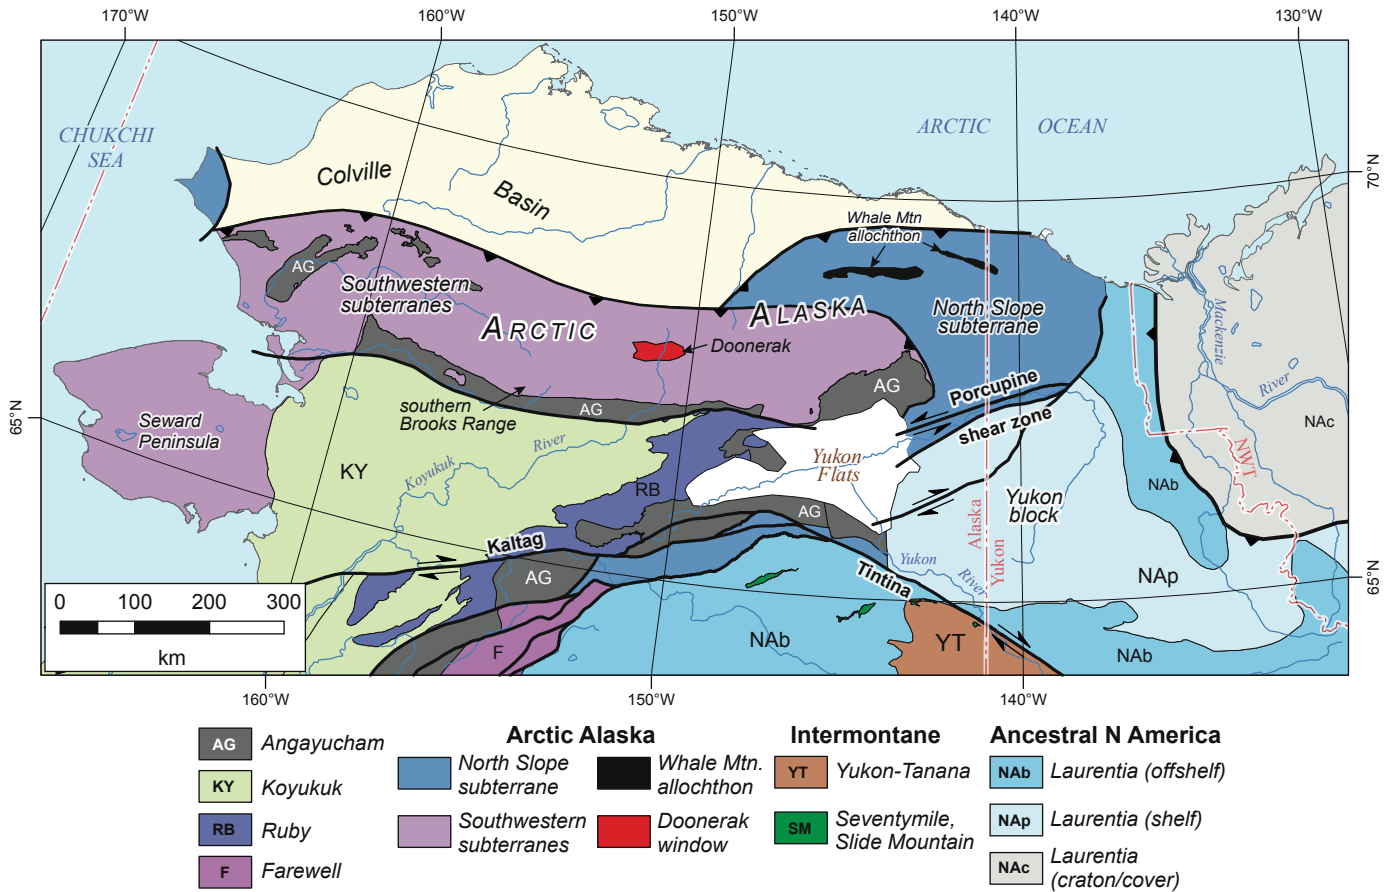 170°W
160°W
150°W
140°W
130°W
CHUKCHI
SEA
ARCTIC OCEAN
70°N
Colville
Basin
Whale Mtn
allochthon
AG
Southwestern
subterranes
ARCTIC
ALASKA
North Slope
subterrane
Mackenzie
River
Doonerak
AG
Porcupine
shear zone
southern
Brooks Range
AG
65°N
Seward
Peninsula
NAc
KY
Koyukuk
River
Yukon
Flats
NWT
RB
Yukon
block
NAb
AG
Alaska
Yukon
Kaltag
AG
Yukon
River
Tintina
NAp
65°N
0 100 200 300
km
F
NAb
YT
NAb
160°W
150°W
140°W
AG Angayucham
KY Koyukuk
RB Ruby
F Farewell
Arctic Alaska
North Slope
subterrane
Whale Mtn.
allochthon
Southwestern
subterranes
Doonerak
window
Intermontane
YT Yukon-Tanana
SM Seventymile,
Slide Mountain
Ancestral N America
NAb Laurentia (offshelf)
NAp Laurentia (shelf)
NAc Laurentia
(craton/cover)